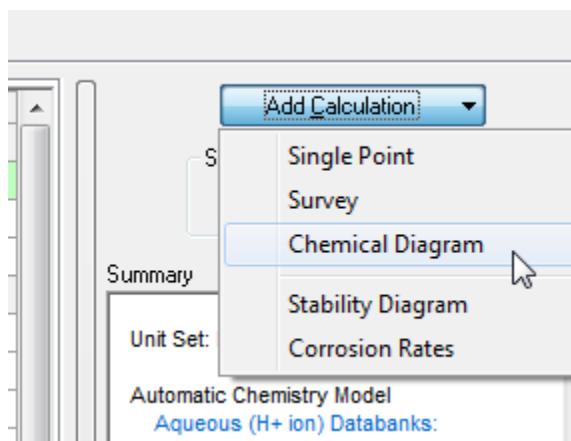 Add Calculation
Single Point
S
Survey
Chemical Diagram
Summary
Stability Diagram
Unit Set:
Corrosion Rates
Automatic Chemistry Model
Aqueous (H+ ion) Databanks: